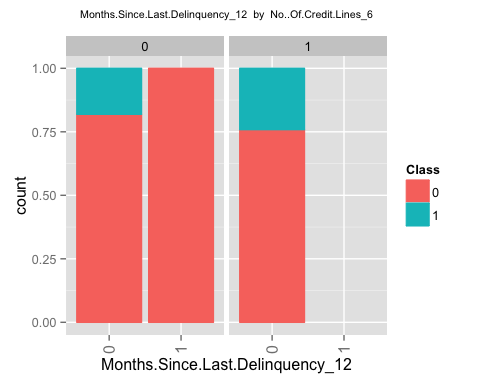 Months.Since.Last.Delinquency_12 by No..Of.Credit.Lines_6
0 1
1.00
0.75
0.50
0.25
0.00
count
0 1 0 1
Months.Since.Last.Delinquency_12
Class
0
1